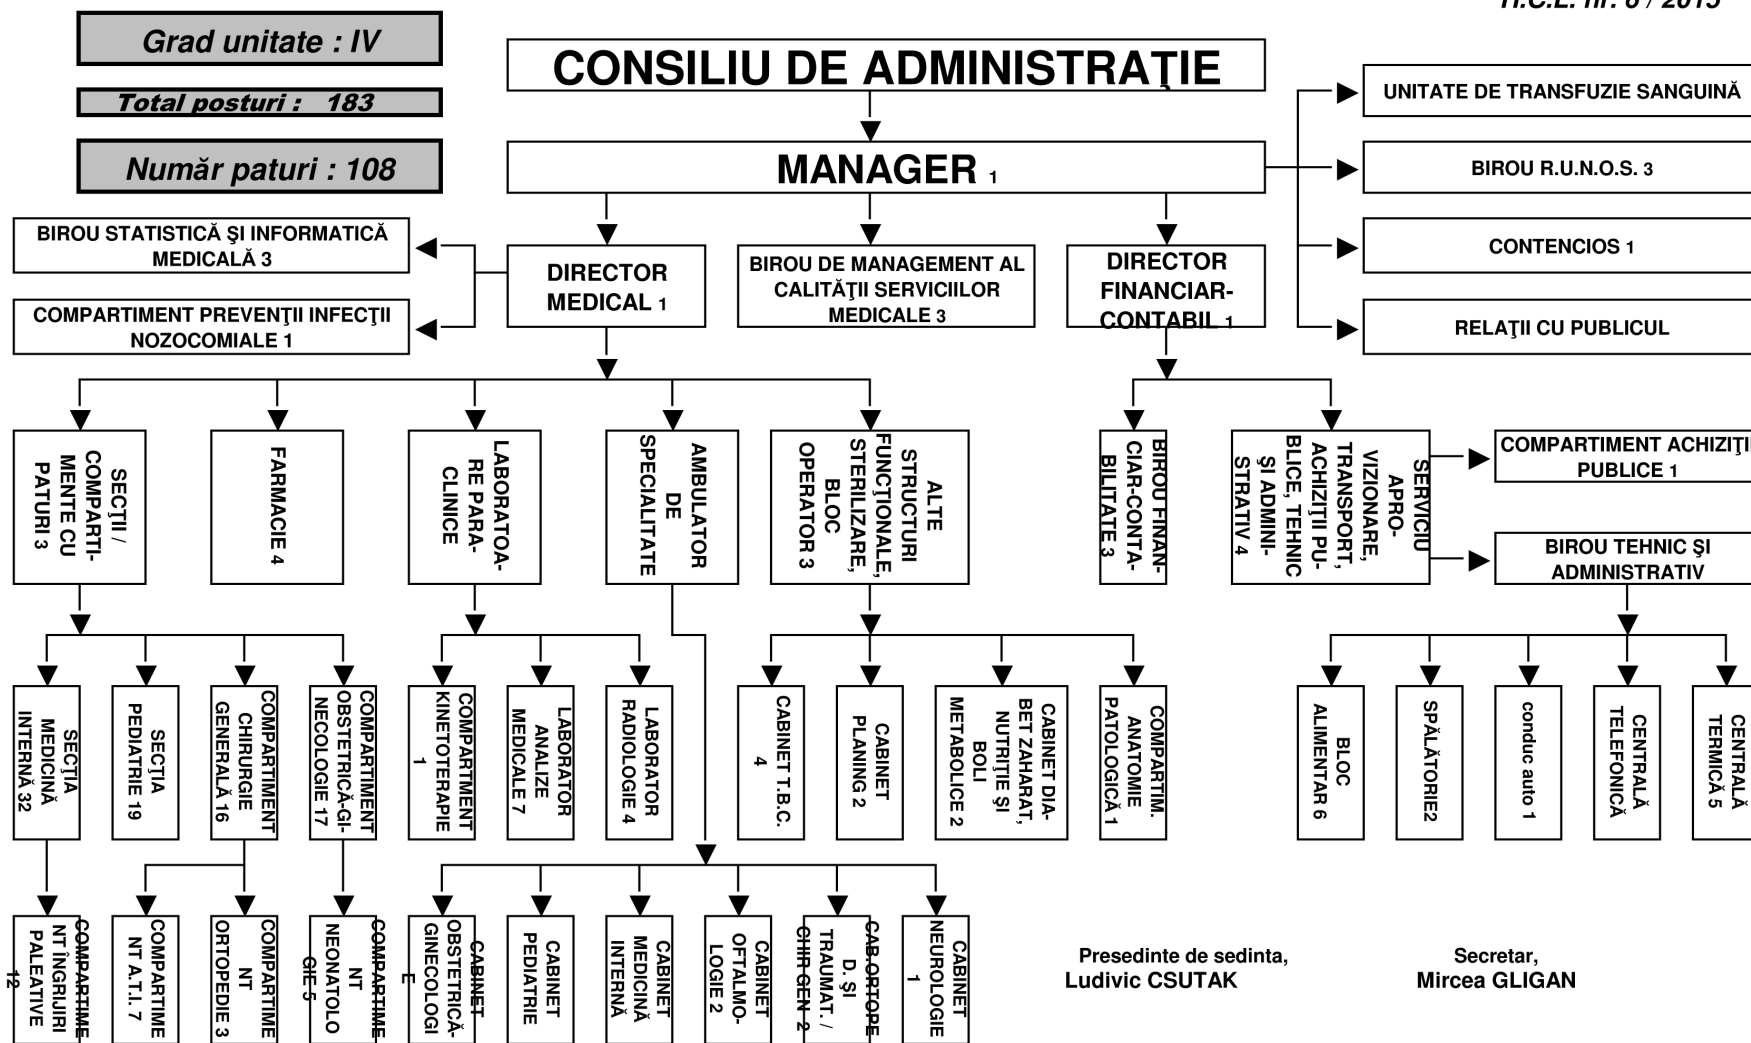 H.C.L. nr. 6 / 2015
Grad unitate : IV
Total posturi : 183
Număr paturi : 108
CONSILIU DE ADMINISTRAŢIE
MANAGER 1
UNITATE DE TRANSFUZIE SANGUINĂ
BIROU R.U.N.O.S. 3
CONTENCIOS 1
RELAŢII CU PUBLICUL
BIROU STATISTICĂ ŞI INFORMATICĂ
MEDICALĂ 3
COMPARTIMENT PREVENŢII INFECŢII
NOZOCOMIALE 1
DIRECTOR
MEDICAL 1
BIROU DE MANAGEMENT AL
CALITĂŢII SERVICIILOR
MEDICALE 3
DIRECTOR
FINANCIAR-
CONTABIL 1
SECŢII /
COMPARTI-
MENTE CU
PATURI 3
FARMACIE 4
LABORATOA-
RE PARA-
CLINICE
AMBULATOR
DE
SPECIALITATE
ALTE
STRUCTURI
FUNCŢIONALE,
STERILIZARE,
BLOC
OPERATOR 3
BIROU FINAN-
CIAR-CONTA-
BILITATE 3
SERVICIU
APRO-
VIZIONARE,
TRANSPORT,
ACHIZIŢII PU-
BLICE, TEHNIC
ŞI ADMINI-
STRATIV 4
COMPARTIMENT ACHIZIŢII
PUBLICE 1
BIROU TEHNIC ŞI
ADMINISTRATIV
SECŢIA
MEDICINĂ
INTERNĂ 32
SECŢIA
PEDIATRIE 19
COMPARTIMENT
CHIRURGIE
GENERALĂ 16
COMPARTIMENT
OBSTETRICĂ-GI-
NECOLOGIE 17
COMPARTIMENT
KINETOTERAPIE
1
LABORATOR
ANALIZE
MEDICALE 7
LABORATOR
RADIOLOGIE 4
CABINET T.B.C.
4
CABINET
PLANING 2
CABINET DIA-
BET ZAHARAT,
NUTRIŢIE ŞI
BOLI
METABOLICE 2
COMPARTIM.
ANATOMIE
PATOLOGICĂ 1
BLOC
ALIMENTAR 6
SPĂLĂTORIE2
conduc auto 1
CENTRALĂ
TELEFONICĂ
CENTRALĂ
TERMICĂ 5
COMPARTIME
NT ÎNGRIJIRI
PALEATIVE
12
COMPARTIME
NT A.T.I. 7
COMPARTIME
NT
ORTOPEDIE 3
COMPARTIME
NT
NEONATOLO
GIE 5
CABINET
OBSTETRICĂ-
GINECOLOGI
E
CABINET
PEDIATRIE
CABINET
MEDICINĂ
INTERNĂ
CABINET
OFTALMO-
LOGIE 2
CAB.ORTOPE
D. ŞI
TRAUMAT. /
CHIR GEN 2
CABINET
NEUROLOGIE
1
Presedinte de sedinta,
Ludivic CSUTAK
Secretar,
Mircea GLIGAN